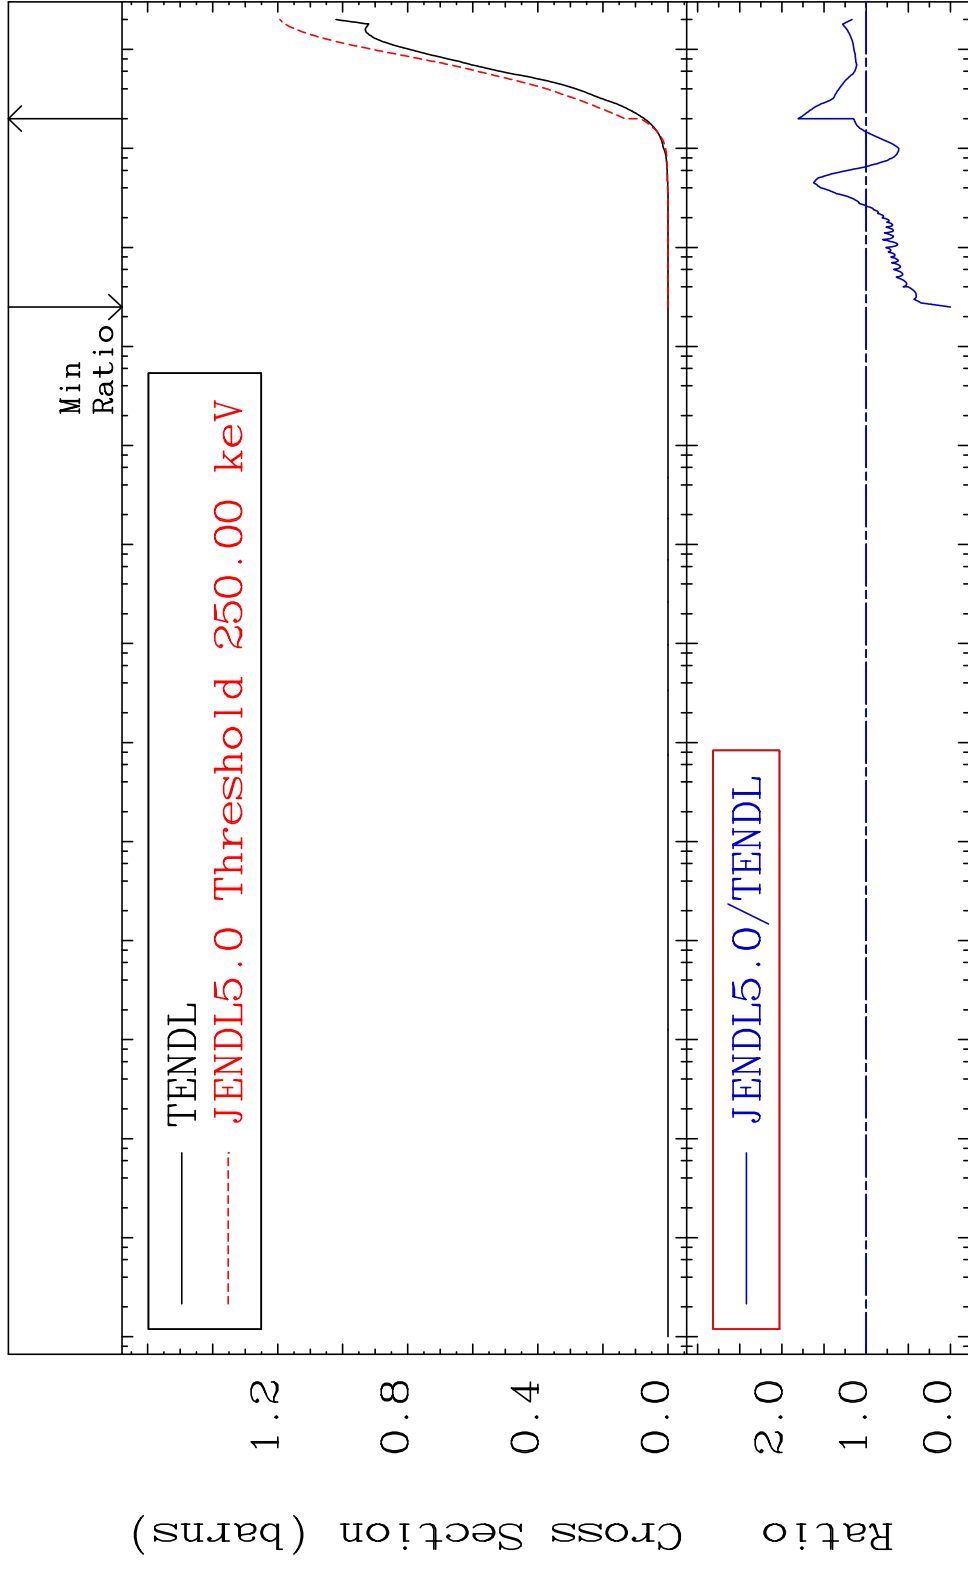 Min
Ratio
TENDL
JENDL5.0 Threshold 250.00 keV
1.2
0.8
0.4
0.0
Cross Section (barns)
JENDL5.0/TENDL
2.0
1.0
0.0
Ratio